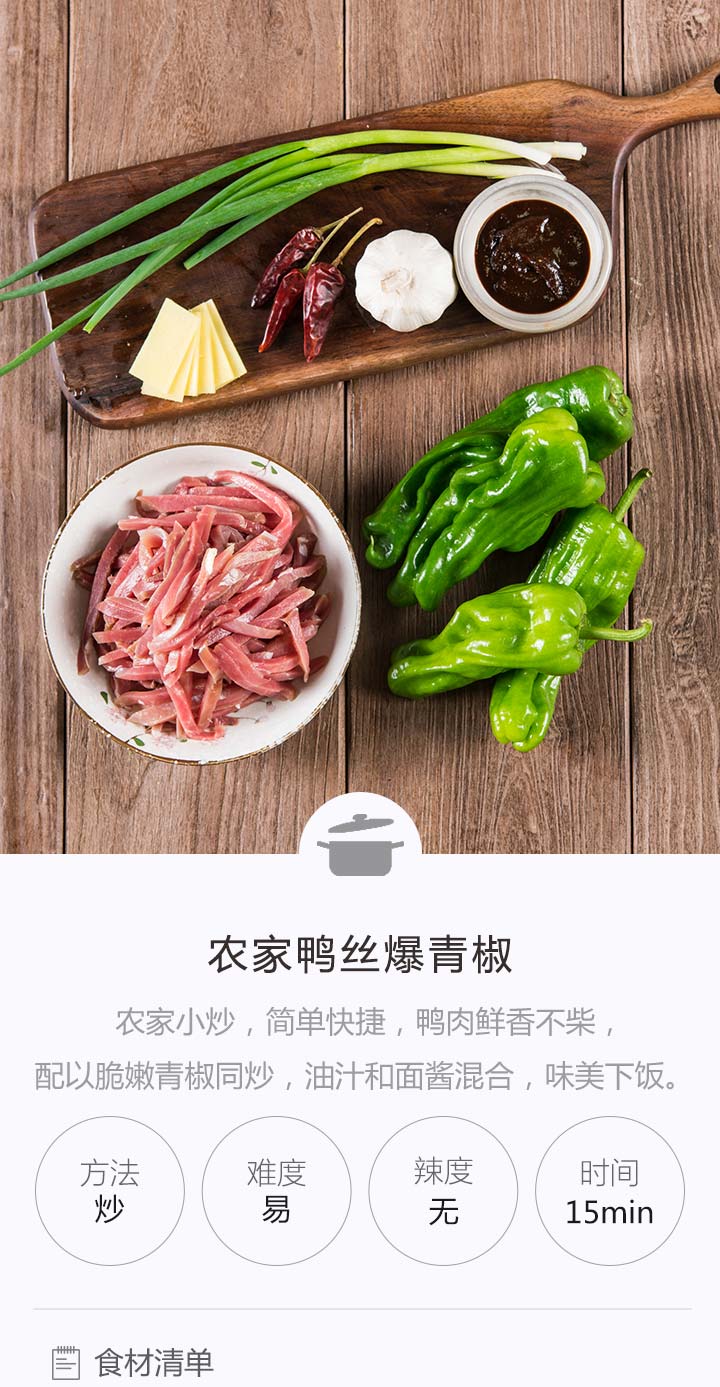 农家鸭丝爆青椒
农家小炒，简单快捷，鸭肉鲜香不柴，
配以脆嫩青椒同炒，油汁和面酱混合，味美下饭。
方法
炒
难度
易
辣度
无
时间
15min
食材清单